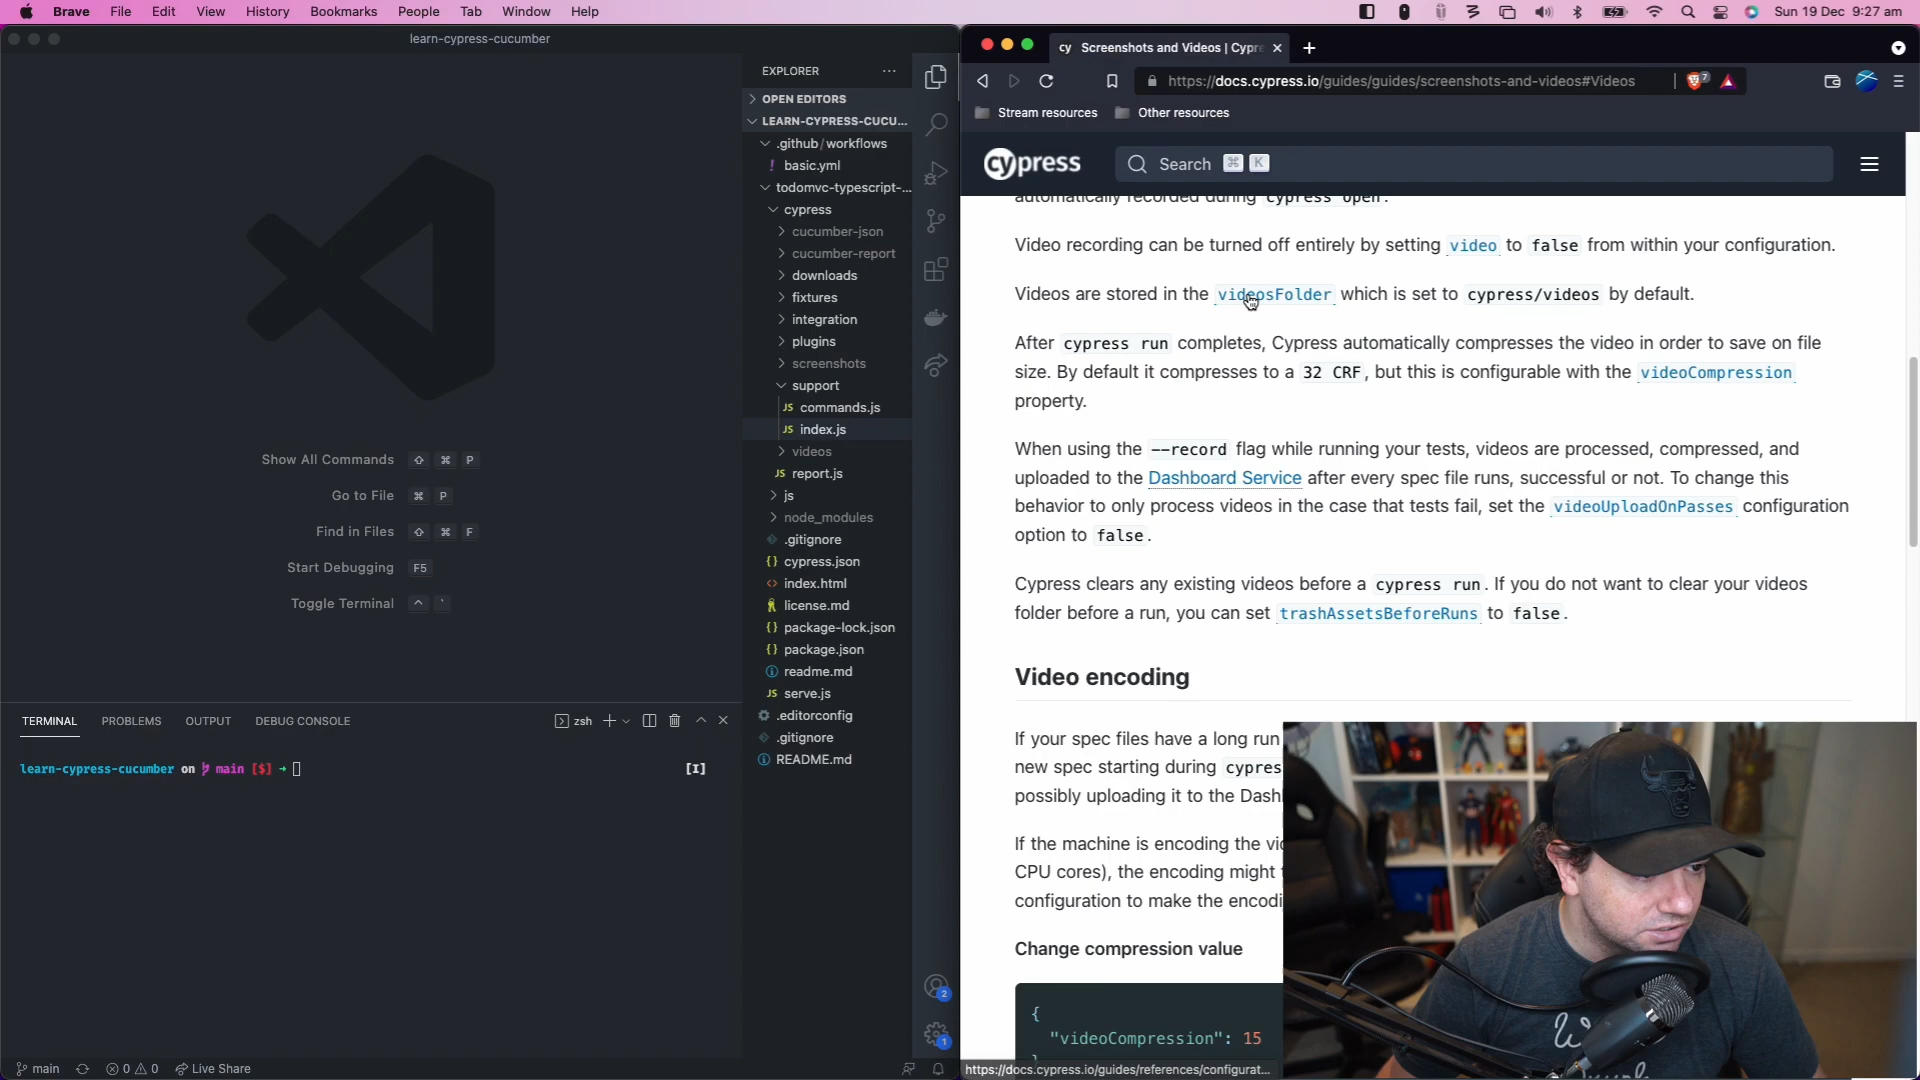 Brave File Edit View History Bookmarks People Tab Window Help
Sun 19 Dec 9:27 am
learn-cypress-cucumber
Show All Commands ⇧ ⌘ P
Go to File ⌘ P
Find in Files ⇧ ⌘ F
Start Debugging F5
Toggle Terminal ^ `
EXPLORER ...
OPEN EDITORS
LEARN-CYPRESS-CUCU...
.github/workflows
! basic.yml
todomvc-typescript-...
cypress
cucumber-json
cucumber-report
downloads
fixtures
integration
plugins
screenshots
support
JS commands.js
JS index.js
videos
JS report.js
js
node_modules
.gitignore
{} cypress.json
<> index.html
license.md
{} package-lock.json
{} package.json
readme.md
JS serve.js
.editorconfig
.gitignore
README.md
TERMINAL PROBLEMS OUTPUT DEBUG CONSOLE
zsh
learn-cypress-cucumber on main [$] →
[I]
2
1
main 0 0 Live Share
cy Screenshots and Videos | Cypr
https://docs.cypress.io/guides/guides/screenshots-and-videos#Videos
7
Stream resources Other resources
cypress
Search ⌘ K
automatically recorded during cypress open.
Video recording can be turned off entirely by setting video to false from within your configuration.
Videos are stored in the videosFolder which is set to cypress/videos by default.
After cypress run completes, Cypress automatically compresses the video in order to save on file
size. By default it compresses to a 32 CRF, but this is configurable with the videoCompression
property.
When using the --record flag while running your tests, videos are processed, compressed, and
uploaded to the Dashboard Service after every spec file runs, successful or not. To change this
behavior to only process videos in the case that tests fail, set the videoUploadOnPasses configuration
option to false.
Cypress clears any existing videos before a cypress run. If you do not want to clear your videos
folder before a run, you can set trashAssetsBeforeRuns to false.
Video encoding
If your spec files have a long run
new spec starting during cypres
possibly uploading it to the Dash
If the machine is encoding the vi
CPU cores), the encoding might
configuration to make the encodi
Change compression value
{
"videoCompression": 15
https://docs.cypress.io/guides/references/configurat...